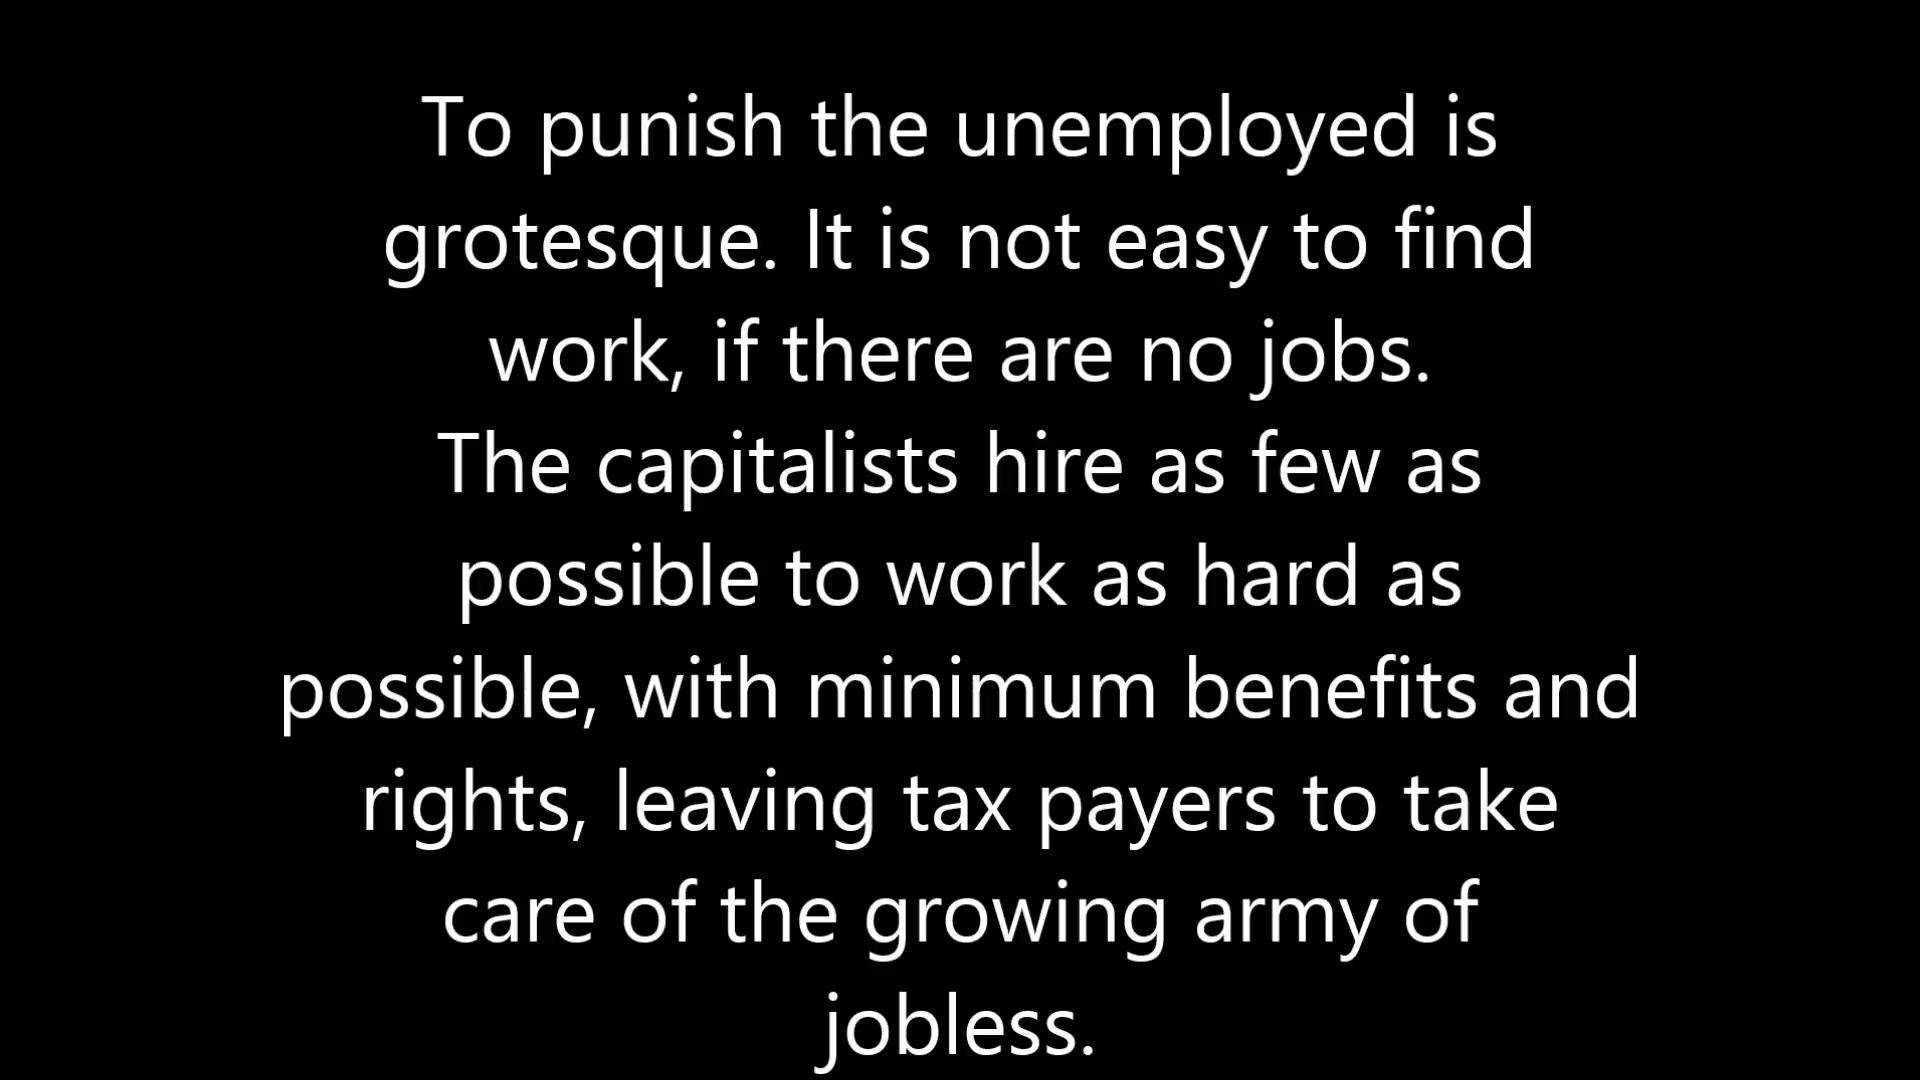 To punish the unemployed is
grotesque. It is not easy to find
work, if there are no jobs.
The capitalists hire as few as
possible to work as hard as
possible, with minimum benefits and
rights, leaving tax payers to take
care of the growing army of
jobless.